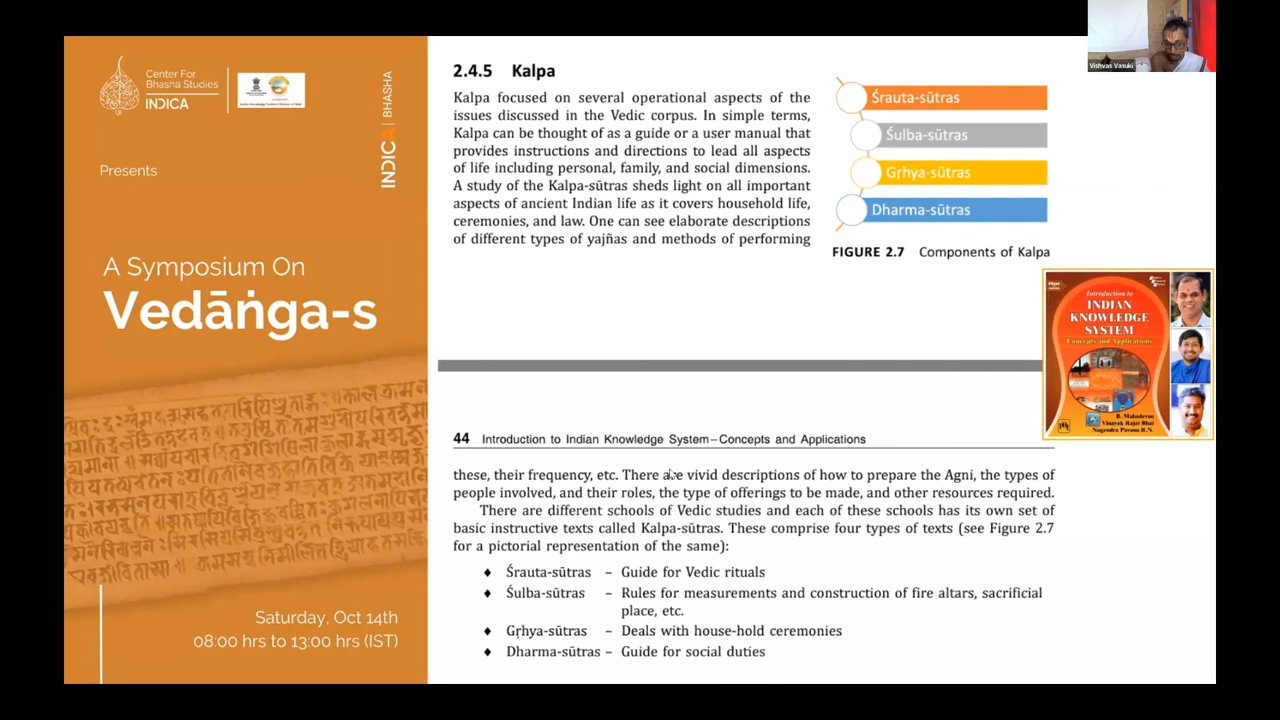 Center For
Bhasha Studies
INDICA
INDICA | BHASHA
Presents
A Symposium On
Vedāṅga-s
Saturday, Oct 14th
08:00 hrs to 13:00 hrs (IST)
2.4.5 Kalpa
Kalpa focused on several operational aspects of the
issues discussed in the Vedic corpus. In simple terms,
Kalpa can be thought of as a guide or a user manual that
provides instructions and directions to lead all aspects
of life including personal, family, and social dimensions.
A study of the Kalpa-sūtras sheds light on all important
aspects of ancient Indian life as it covers household life,
ceremonies, and law. One can see elaborate descriptions
of different types of yajñas and methods of performing
Śrauta-sūtras
Śulba-sūtras
Gṛhya-sūtras
Dharma-sūtras
FIGURE 2.7 Components of Kalpa
Vishvas Vasuki
Introduction to
INDIAN
KNOWLEDGE
SYSTEM
Concepts and Applications
B. Mahadevan
Vinayak Rajat Bhat
Nagendra Pavana R.N.
44 Introduction to Indian Knowledge System–Concepts and Applications
these, their frequency, etc. There are vivid descriptions of how to prepare the Agni, the types of
people involved, and their roles, the type of offerings to be made, and other resources required.
There are different schools of Vedic studies and each of these schools has its own set of
basic instructive texts called Kalpa-sūtras. These comprise four types of texts (see Figure 2.7
for a pictorial representation of the same):
♦ Śrauta-sūtras – Guide for Vedic rituals
♦ Śulba-sūtras – Rules for measurements and construction of fire altars, sacrificial
place, etc.
♦ Gṛhya-sūtras – Deals with house-hold ceremonies
♦ Dharma-sūtras – Guide for social duties